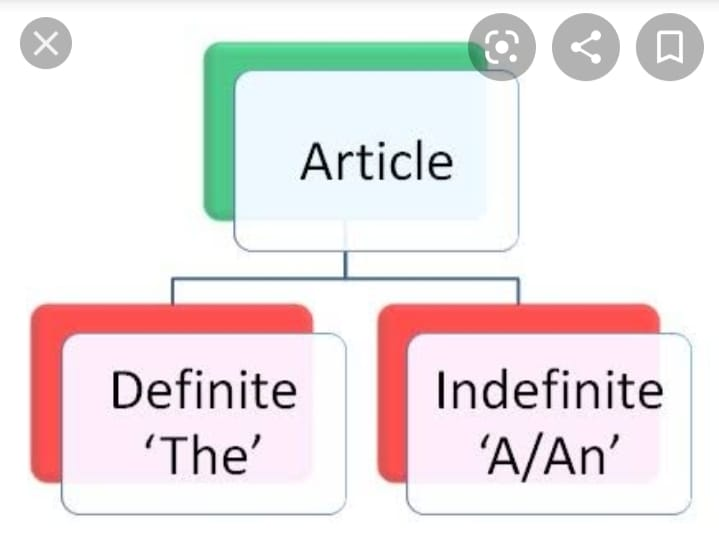 Article
Definite
‘The’
Indefinite
‘A/An’